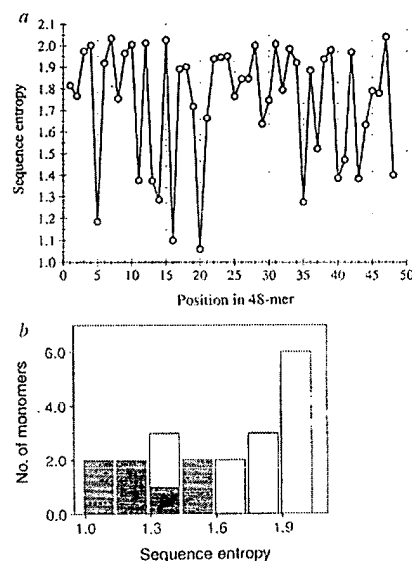 a
2.1
2.0
1.9
1.8
1.7
1.6
1.5
1.4
1.3
1.2
1.1
1.0
Sequence entropy
0 5 10 15 20 25 30 35 40 45 50
Position in 48-mer
b
6.0
4.0
2.0
0.0
No. of monomers
1.0 1.3 1.6 1.9
Sequence entropy